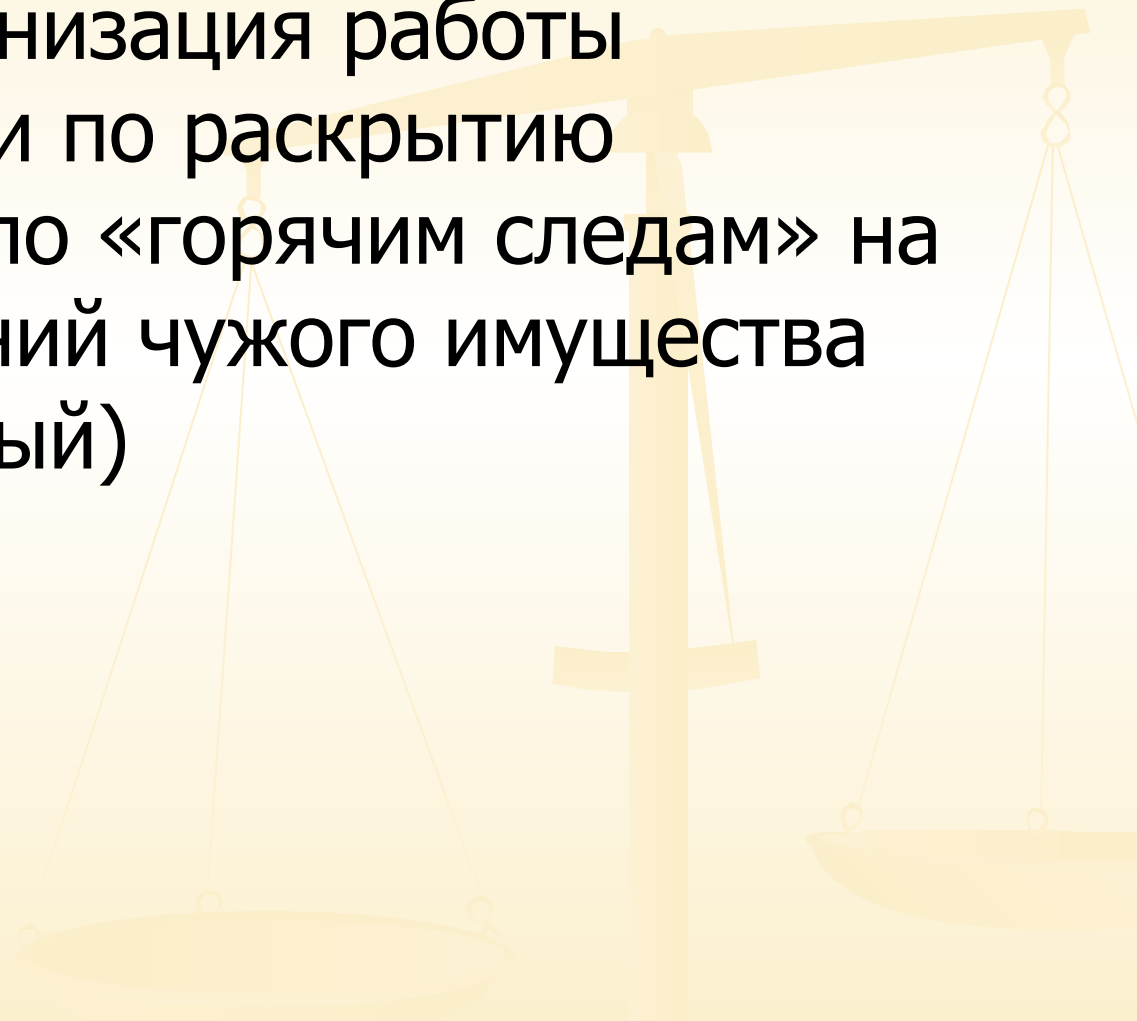 низация работы
и по раскрытию
по «горячим следам» на
ний чужого имущества
ый)